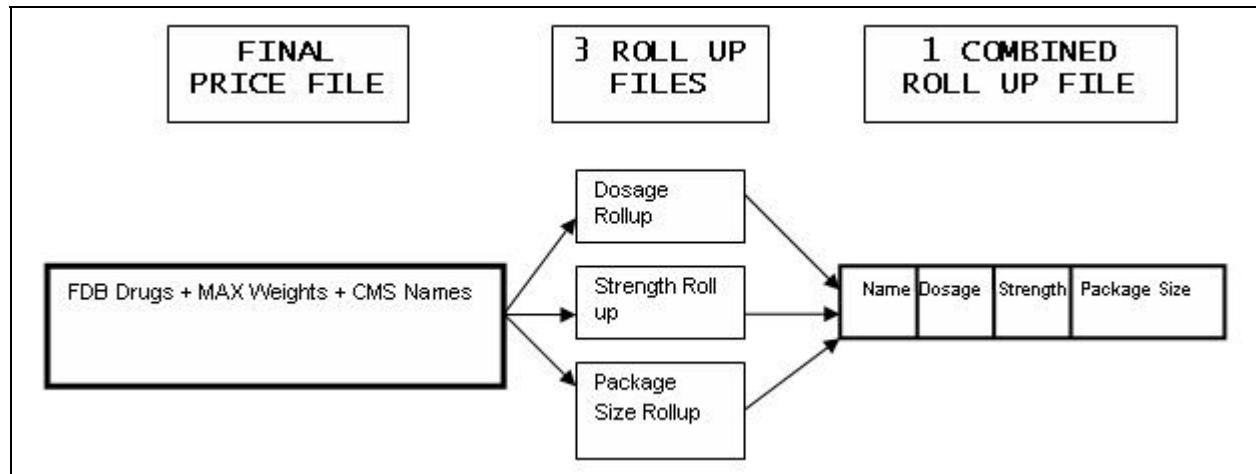 FINAL
PRICE FILE
3 ROLL UP
FILES
1 COMBINED
ROLL UP FILE
FDB Drugs + MAX Weights + CMS Names
Dosage
Rollup
Strength Roll
up
Package
Size Rollup
Name Dosage Strength Package Size